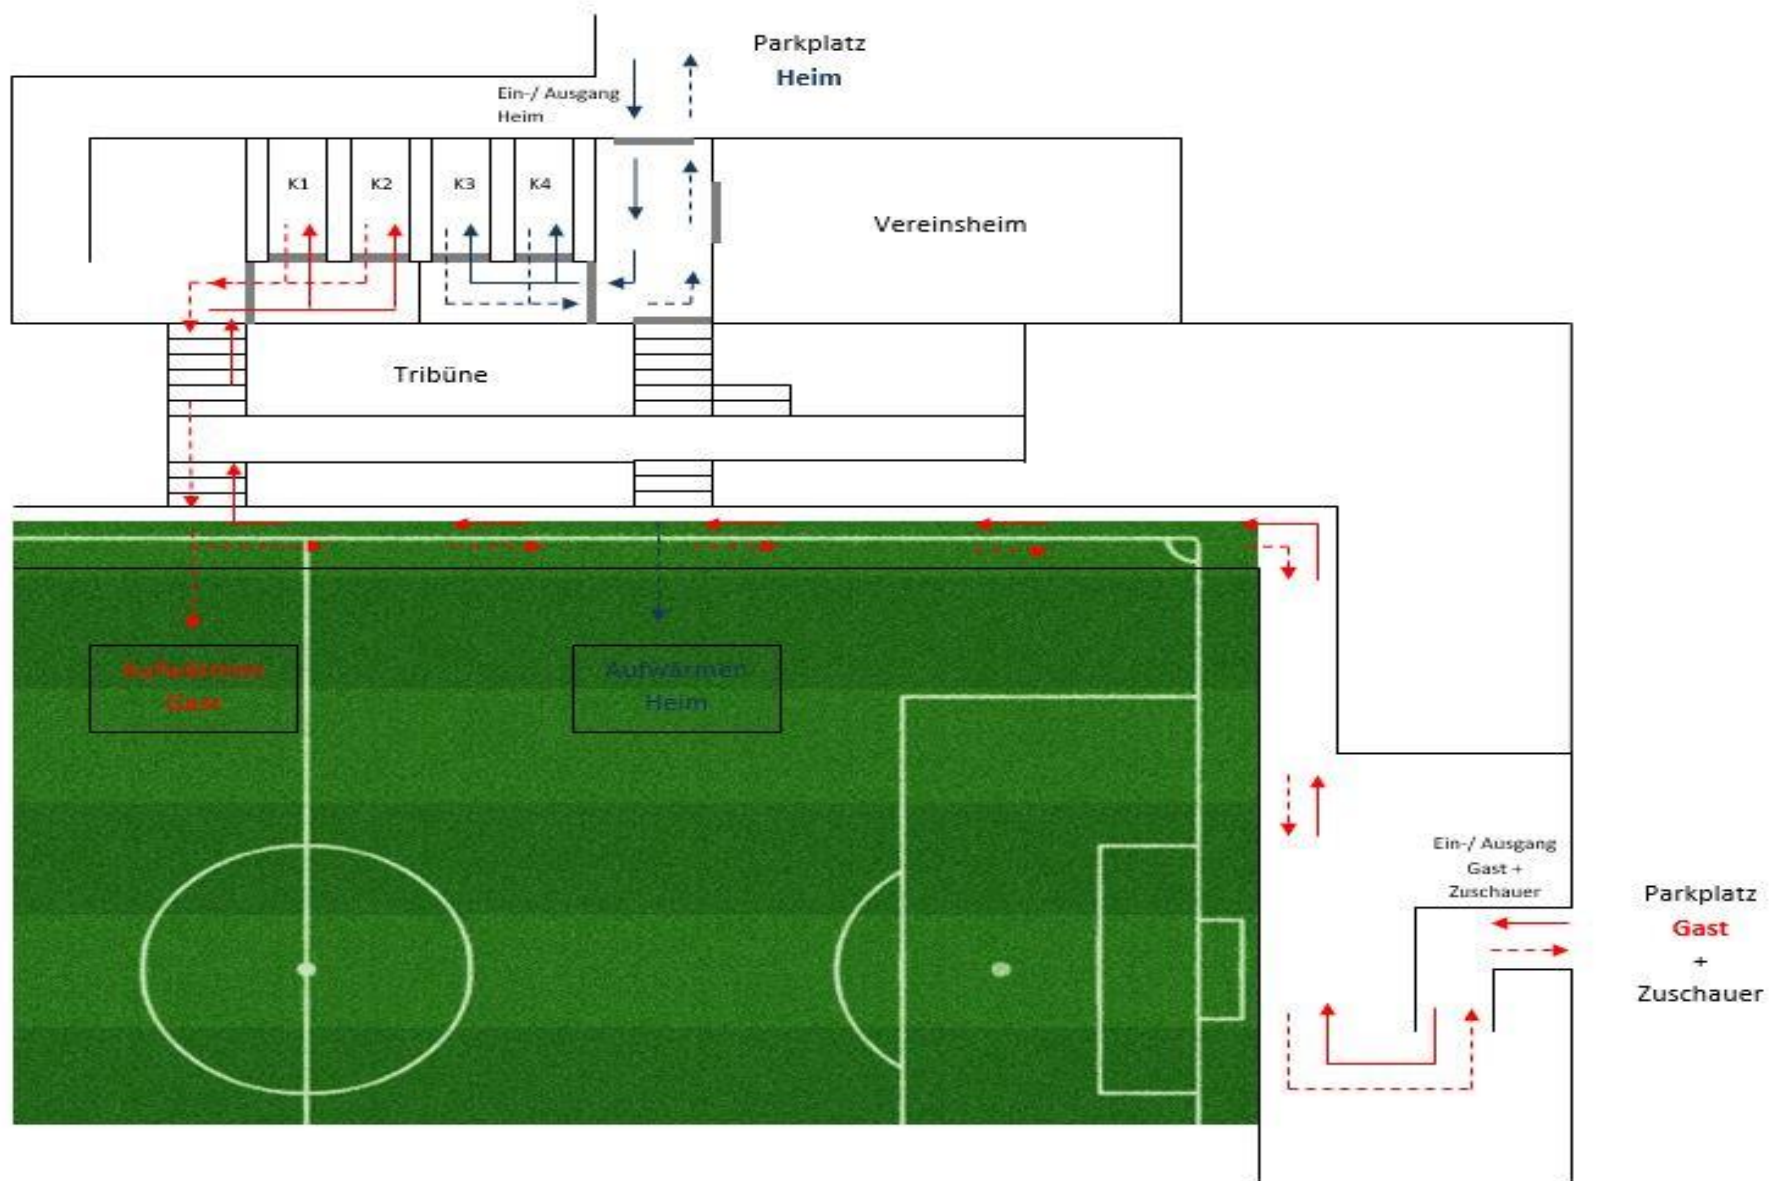 Parkplatz
Heim
Ein-/ Ausgang
Heim
K1
K2
K3
K4
Vereinsheim
Tribüne
Aufwärmen
Gast
Aufwärmen
Heim
Ein-/ Ausgang
Gast +
Zuschauer
Parkplatz
Gast
+
Zuschauer